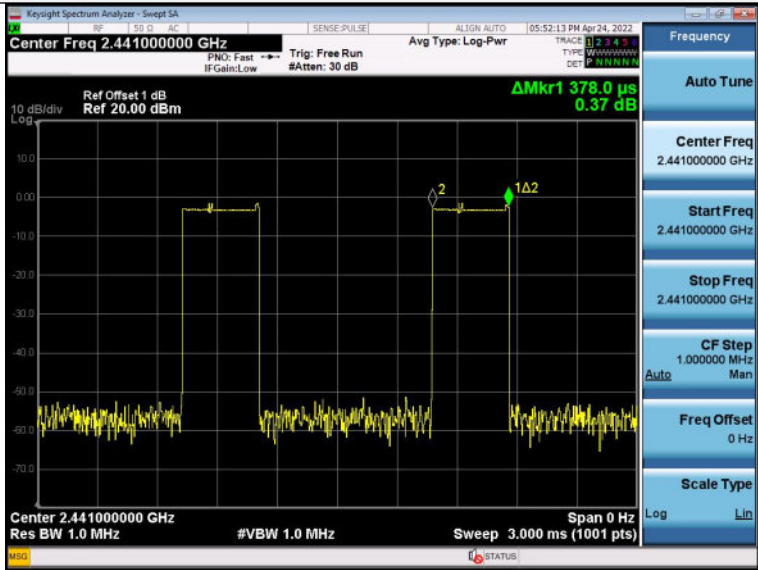 Keysight Spectrum Analyzer - Swept SA
RF 50 Ω AC SENSE:PULSE ALIGN AUTO 05:52:13 PM Apr 24, 2022
Center Freq 2.441000000 GHz
PNO: Fast
IFGain:Low
Trig: Free Run
#Atten: 30 dB
Avg Type: Log-Pwr
TRACE 1 2 3 4 5 6
TYPE WWWWWW
DET P N N N N N
Ref Offset 1 dB
Ref 20.00 dBm
10 dB/div
Log
ΔMkr1 378.0 µs
0.37 dB
10.0
0.00
-10.0
-20.0
-30.0
-40.0
-50.0
-60.0
-70.0
2
1Δ2
Center 2.441000000 GHz
Res BW 1.0 MHz
#VBW 1.0 MHz
Span 0 Hz
Sweep 3.000 ms (1001 pts)
MSG
STATUS
Frequency
Auto Tune
Center Freq
2.441000000 GHz
Start Freq
2.441000000 GHz
Stop Freq
2.441000000 GHz
CF Step
1.000000 MHz
Auto Man
Freq Offset
0 Hz
Scale Type
Log Lin